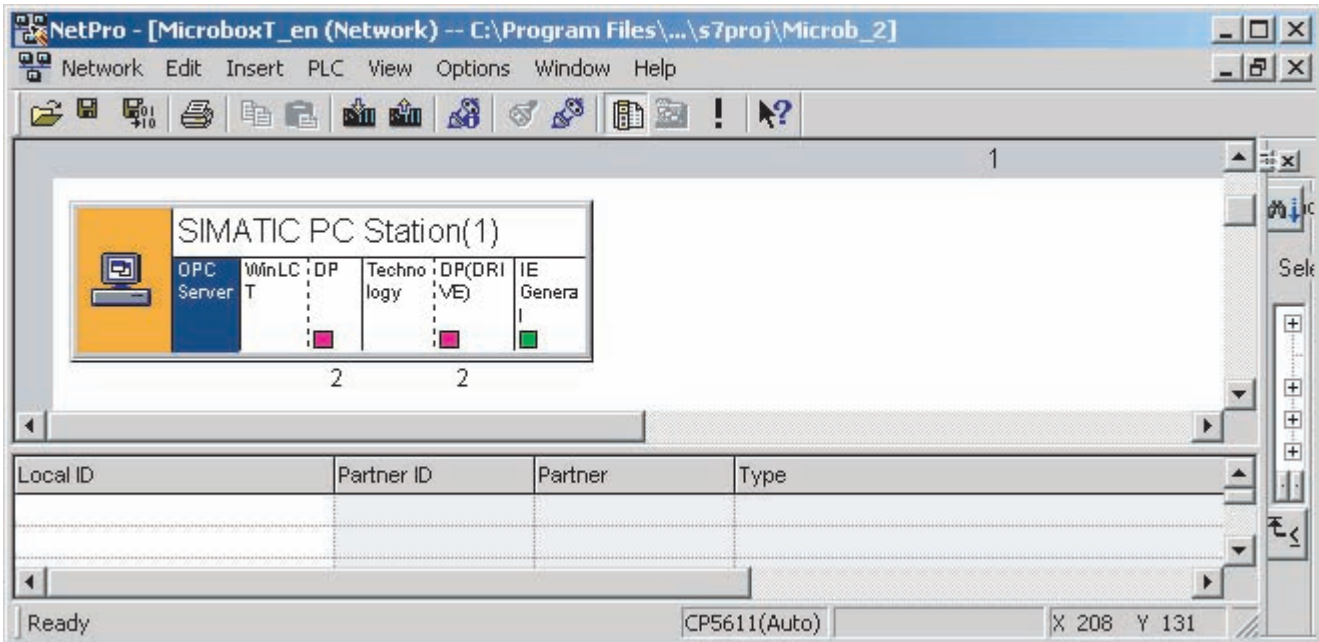 NetPro - [MicroboxT_en (Network) -- C:\Program Files\...\s7proj\Microb_2]
Network Edit Insert PLC View Options Window Help
1
SIMATIC PC Station(1)
OPC Server
WinLC T
DP
Techno logy
DP(DRI VE)
IE Genera l
2
2
Sele
Local ID Partner ID Partner Type
Ready CP5611(Auto) X 208 Y 131